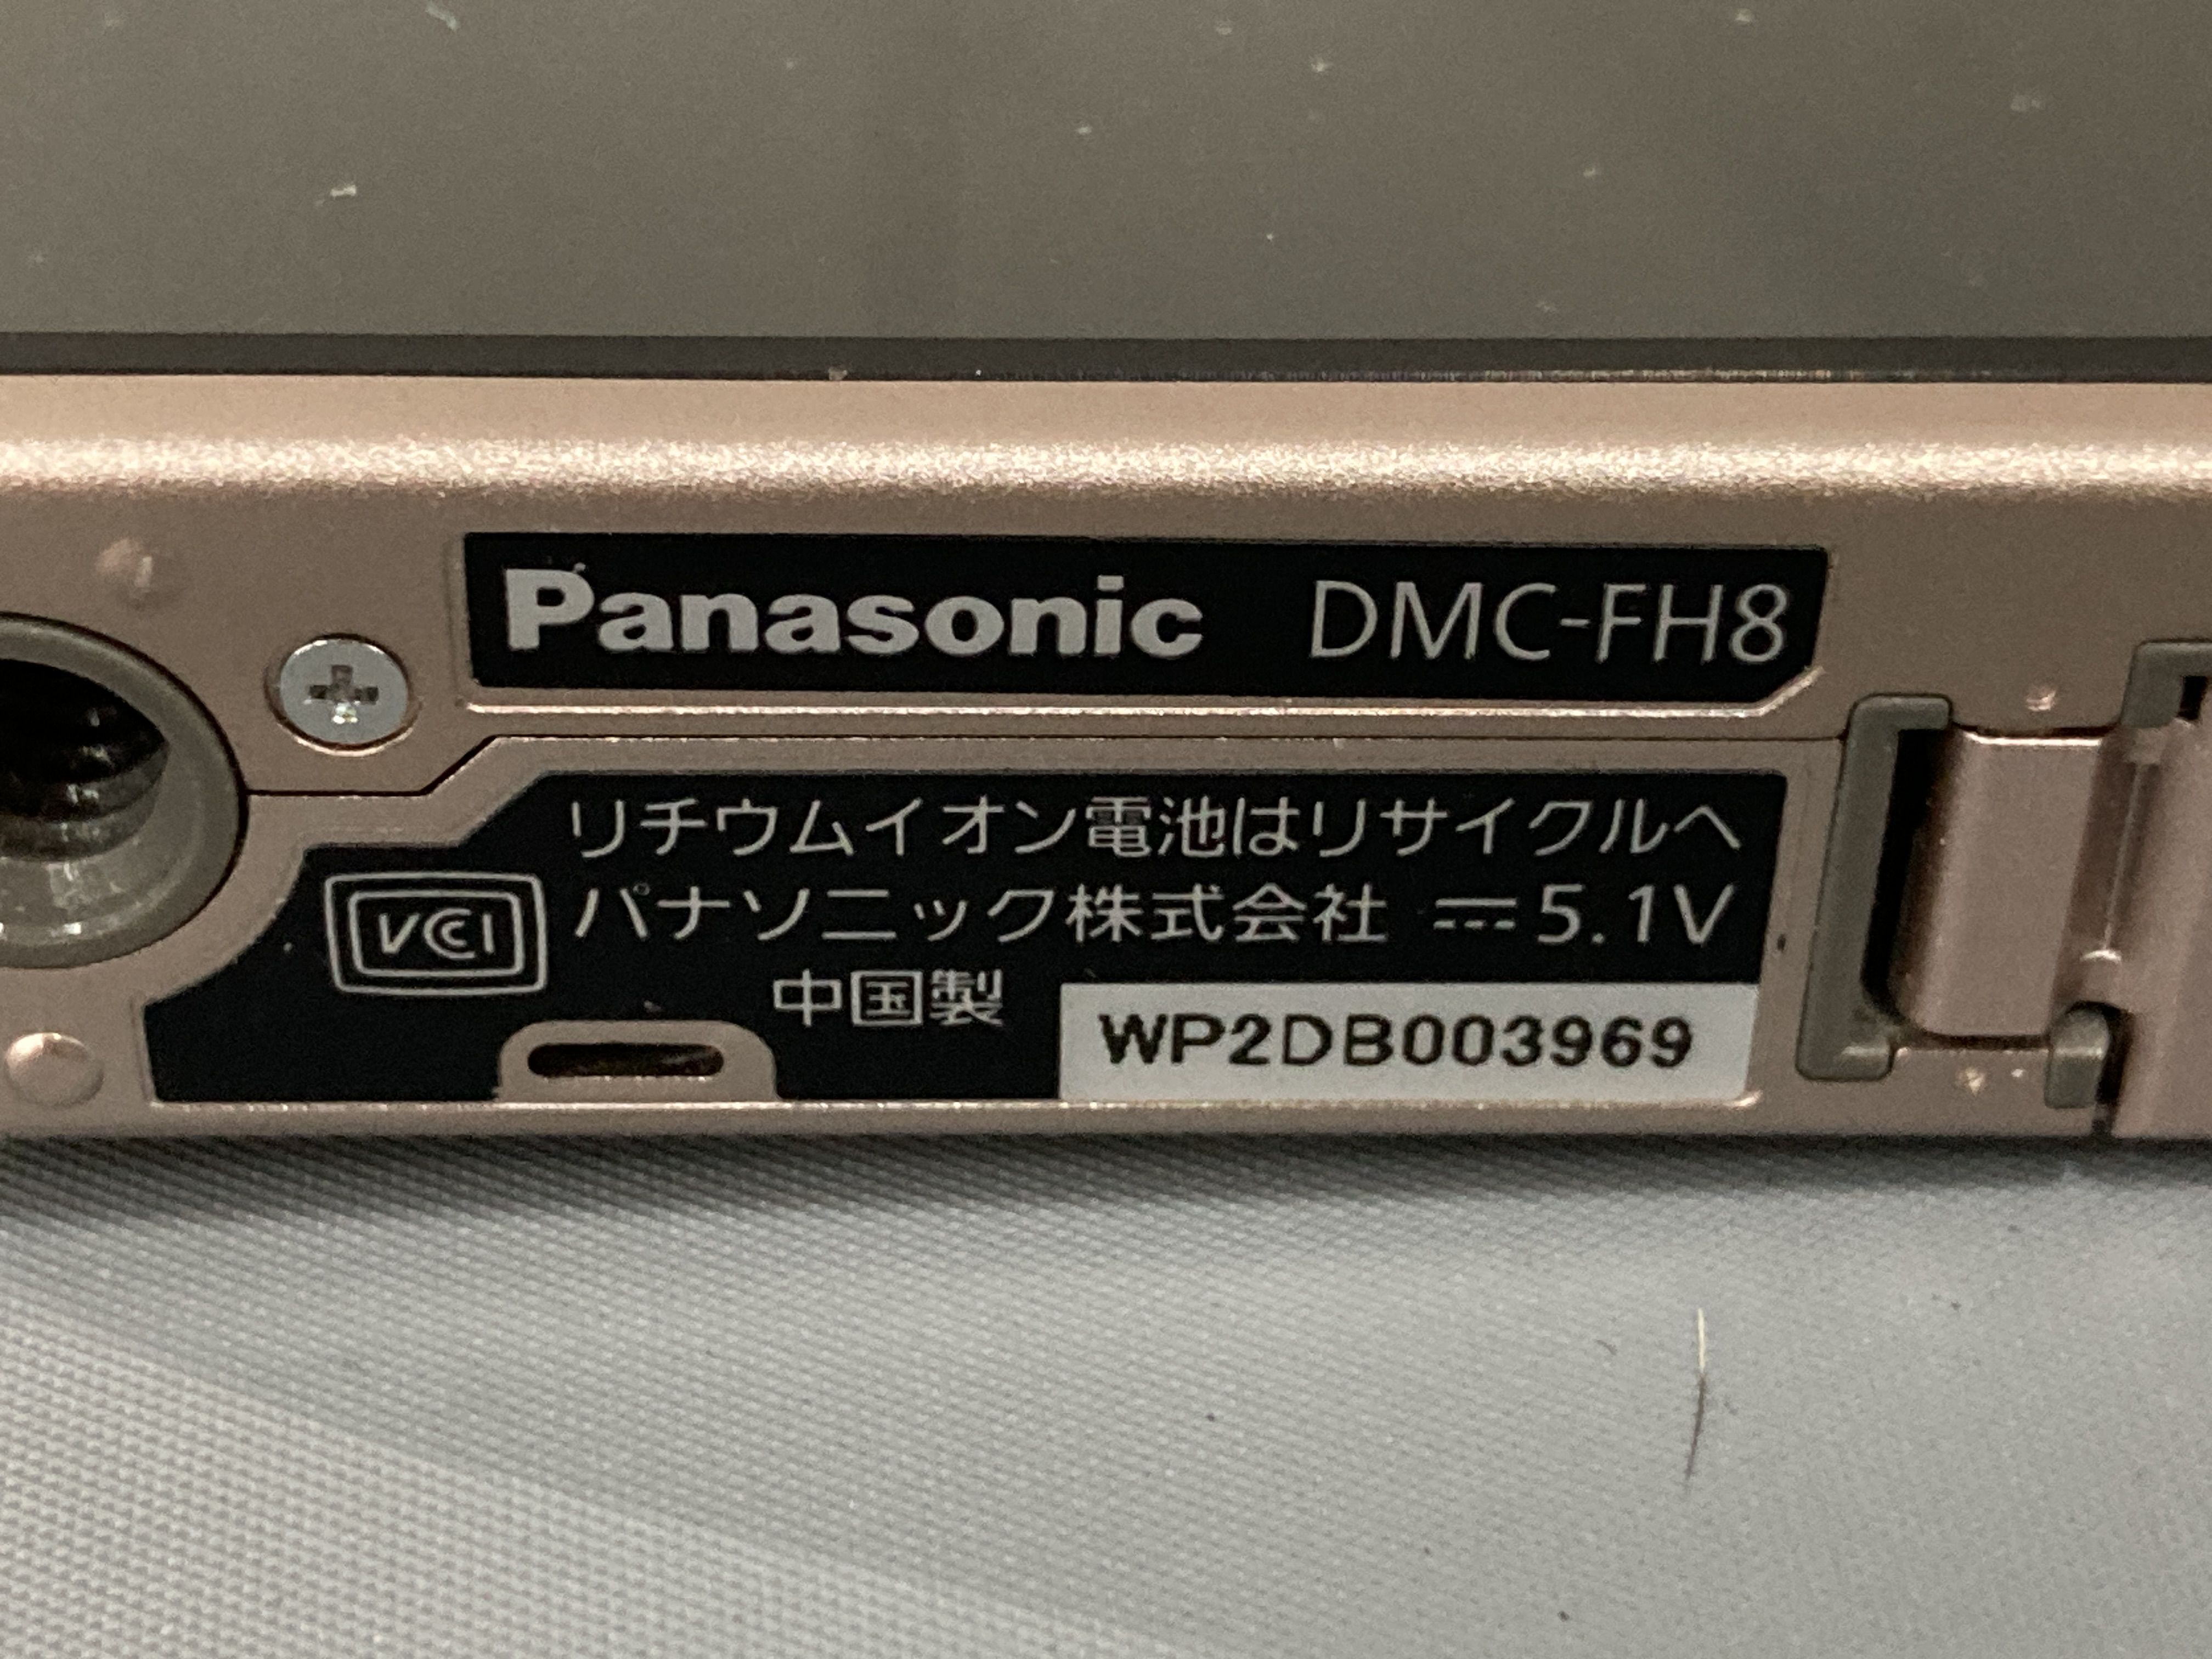 Panasonic DMC-FH8
リチウムイオン電池はリサイクルへ
VCCI パナソニック株式会社 ⎓5.1V
中国製
WP2DB003969